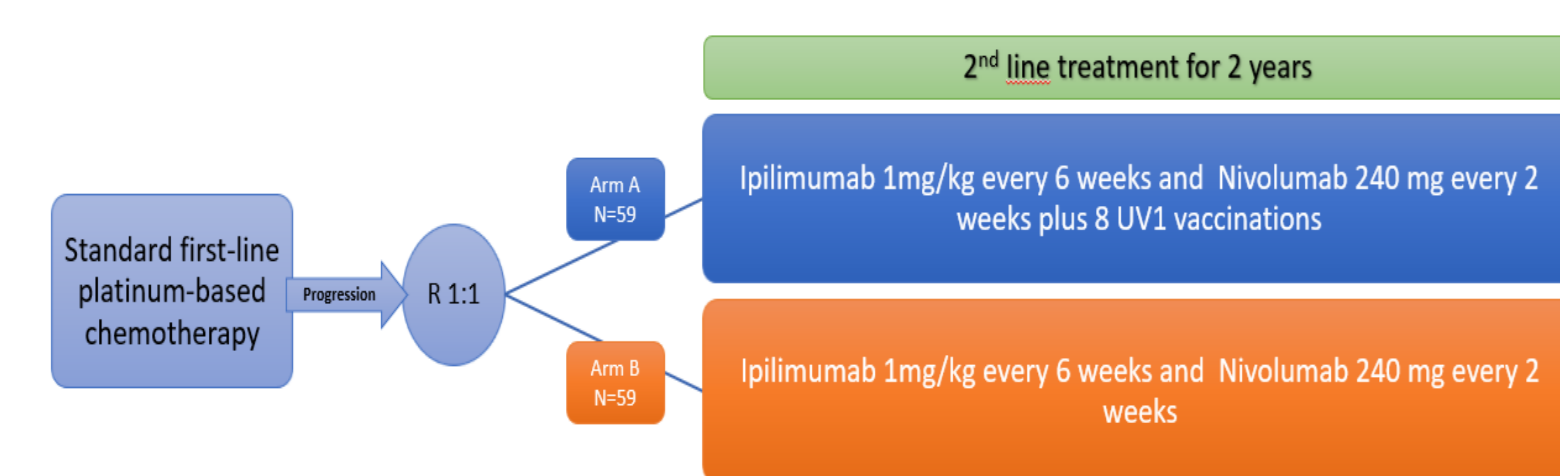 2nd line treatment for 2 years
Arm A
N=59
Ipilimumab 1mg/kg every 6 weeks and  Nivolumab 240 mg every 2
weeks plus 8 UV1 vaccinations
Standard first-line
platinum-based
chemotherapy
Progression
R 1:1
Arm B
N=59
Ipilimumab 1mg/kg every 6 weeks and  Nivolumab 240 mg every 2
weeks